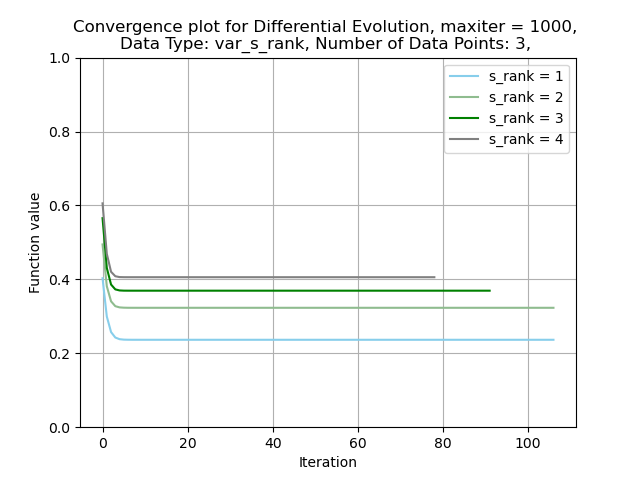 Convergence plot for Differential Evolution, maxiter = 1000,
Data Type: var_s_rank, Number of Data Points: 3,
1.0
0.8
0.6
0.4
0.2
0.0
Function value
s_rank = 1
s_rank = 2
s_rank = 3
s_rank = 4
0 20 40 60 80 100
Iteration